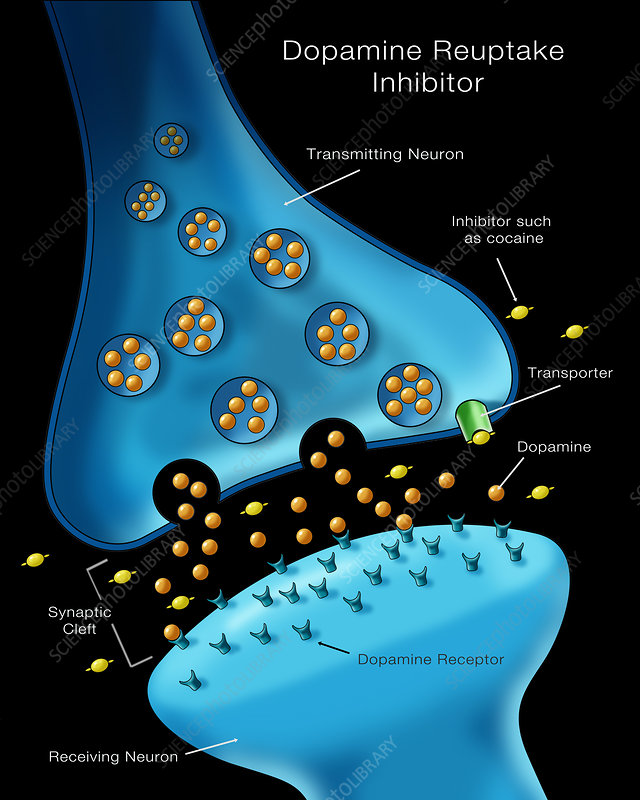 Dopamine Reuptake
Inhibitor
Transmitting Neuron
Inhibitor such
as cocaine
Transporter
Dopamine
Synaptic
Cleft
Dopamine Receptor
Receiving Neuron
SCIENCEPHOTOLIBRARY